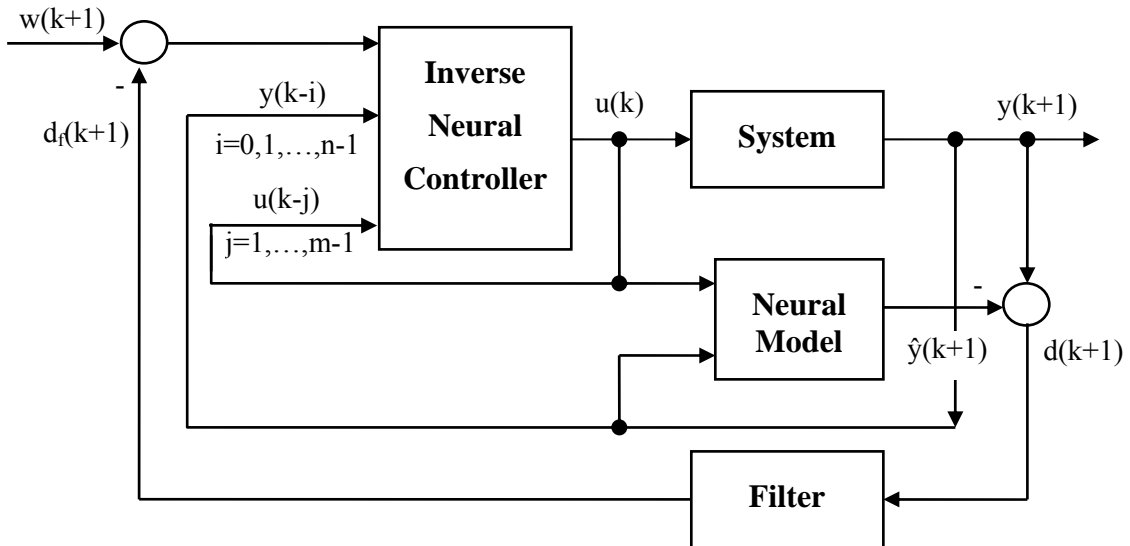 w(k+1)
-
d_f(k+1)
y(k-i)
i=0,1,…,n-1
u(k-j)
j=1,…,m-1
Inverse
Neural
Controller
u(k)
System
y(k+1)
Neural
Model
-
ŷ(k+1)
d(k+1)
Filter